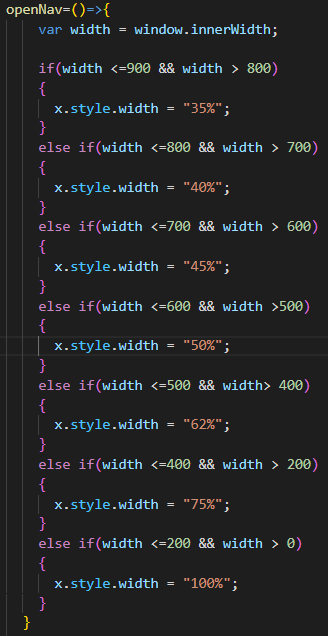 openNav=()=>{
var width = window.innerWidth;
if(width <=900 && width > 800)
{
x.style.width = "35%";
}
else if(width <=800 && width > 700)
{
x.style.width = "40%";
}
else if(width <=700 && width > 600)
{
x.style.width = "45%";
}
else if(width <=600 && width >500)
{
x.style.width = "50%";
}
else if(width <=500 && width> 400)
{
x.style.width = "62%";
}
else if(width <=400 && width > 200)
{
x.style.width = "75%";
}
else if(width <=200 && width > 0)
{
x.style.width = "100%";
}
}